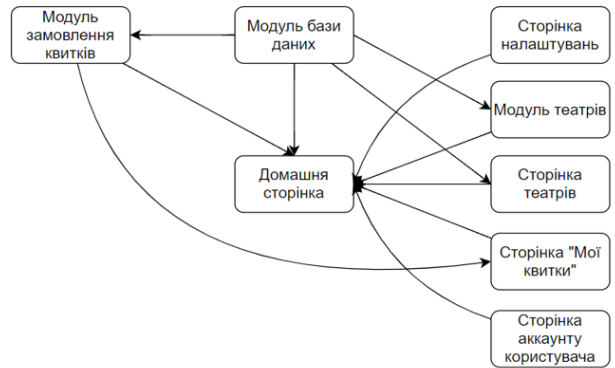 Модуль
замовлення
квитків
Модуль бази
даних
Сторінка
налаштувань
Модуль театрів
Домашня
сторінка
Сторінка
театрів
Сторінка "Мої
квитки"
Сторінка
аккаунту
користувача